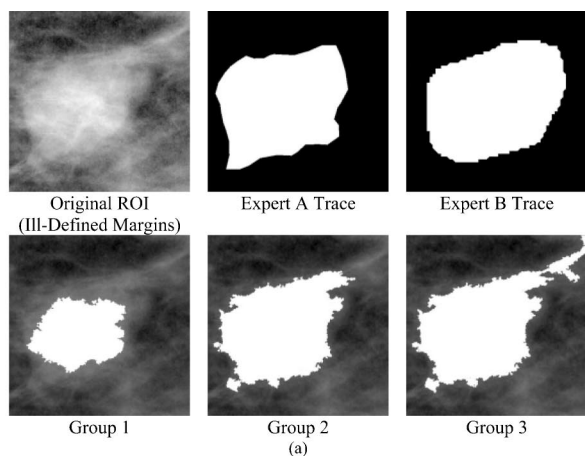 Original ROI
(Ill-Defined Margins)
Expert A Trace
Expert B Trace
Group 1
Group 2
Group 3
(a)